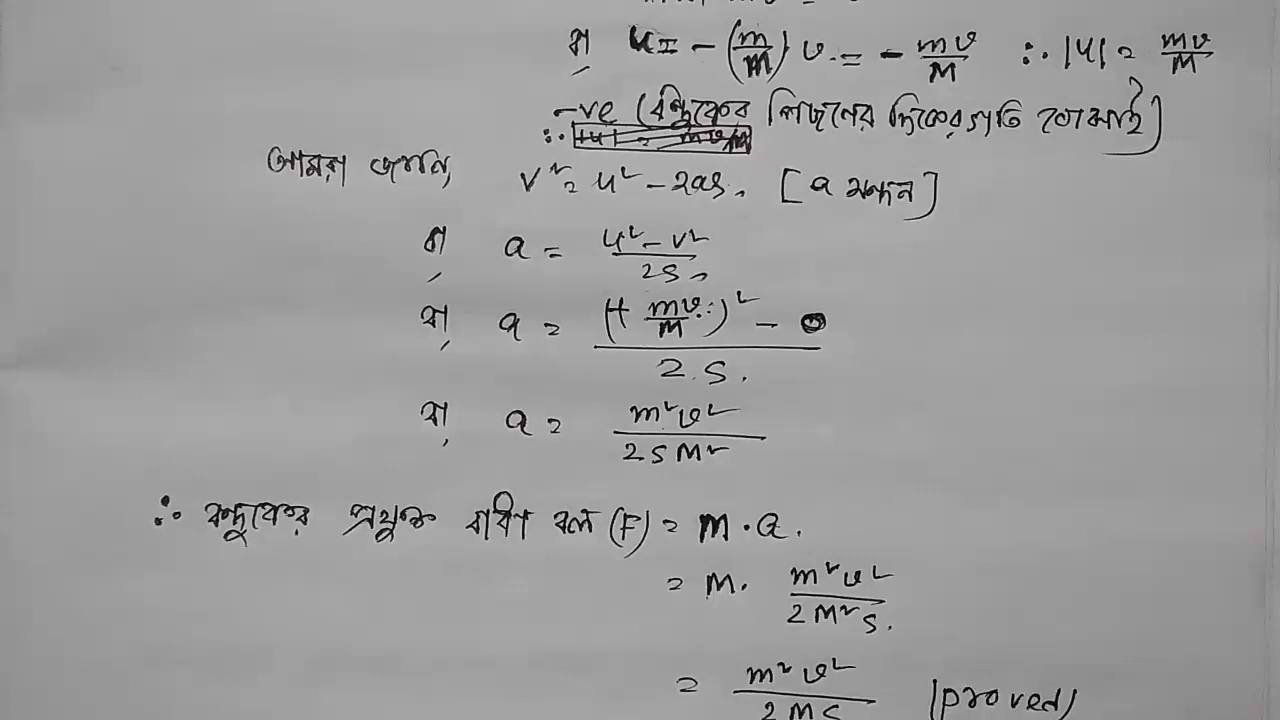 বা, u = - (m/M) v. = - mv/M ∴ |u| = mv/M
-ve (বন্দুকের পিছনের দিকের গতি বোঝাই)
আমরা জানি, v² = u² - 2as, [a মন্দন]
বা, a = u² - v² / 2s,
বা, a = (+ mv/M)² - 0 / 2.S.
বা, a = m²v² / 2SM²
∴ বন্দুকের প্রযুক্ত বাধা বল (F) = M·a.
= M. m²v² / 2M²S.
= m²v² / 2MS (proved)